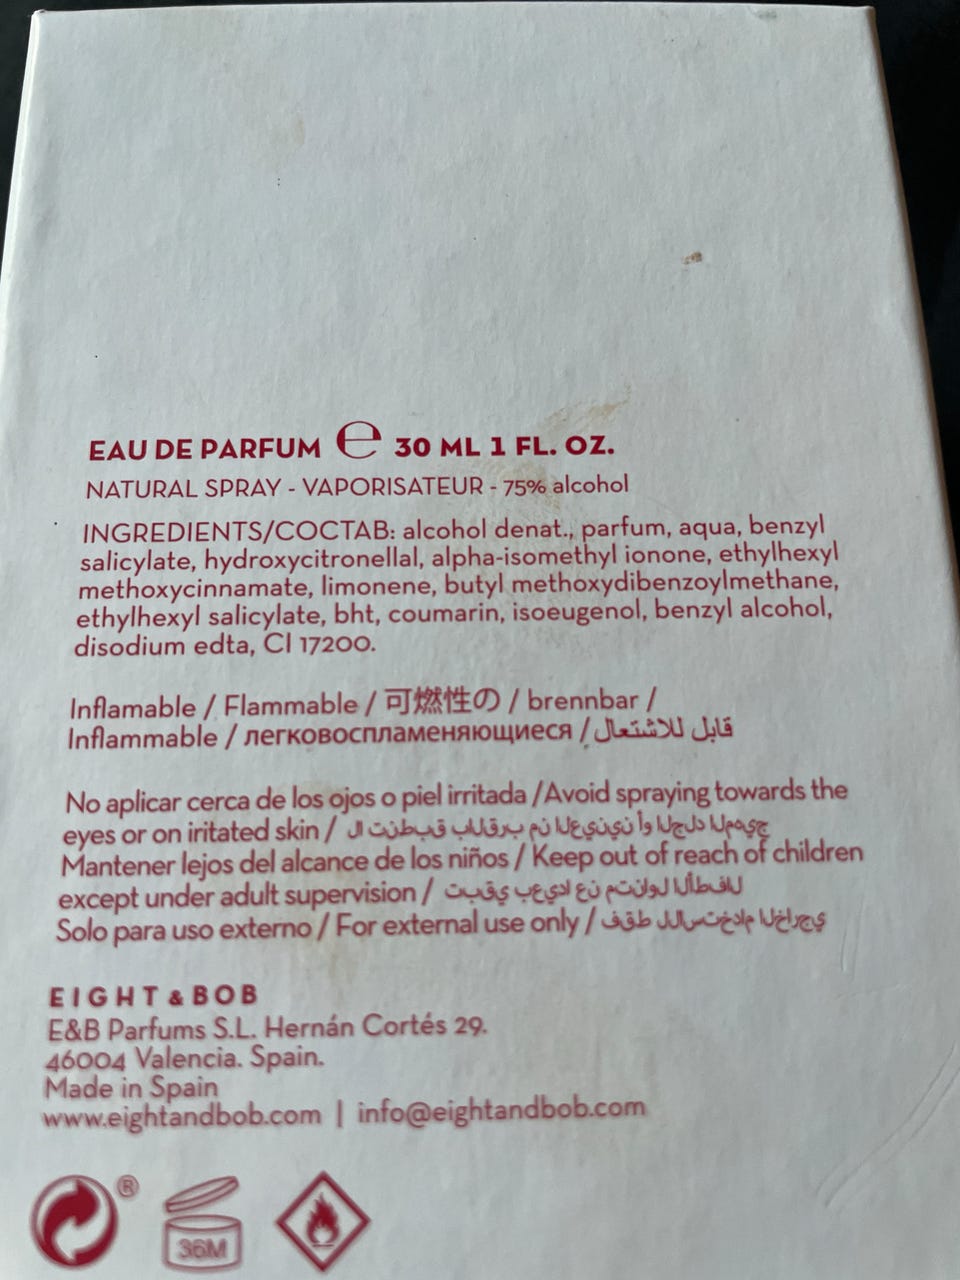 EAU DE PARFUM ℮ 30 ML 1 FL. OZ.
NATURAL SPRAY - VAPORISATEUR - 75% alcohol
INGREDIENTS/COCTAB: alcohol denat., parfum, aqua, benzyl
salicylate, hydroxycitronellal, alpha-isomethyl ionone, ethylhexyl
methoxycinnamate, limonene, butyl methoxydibenzoylmethane,
ethylhexyl salicylate, bht, coumarin, isoeugenol, benzyl alcohol,
disodium edta, CI 17200.
Inflamable / Flammable / 可燃性の / brennbar /
Inflammable / легковоспламеняющиеся / قابل للاشتعال
No aplicar cerca de los ojos o piel irritada /Avoid spraying towards the
eyes or on iritated skin /
Mantener lejos del alcance de los niños / Keep out of reach of children
except under adult supervision /
Solo para uso externo / For external use only /
EIGHT & BOB
E&B Parfums S.L. Hernán Cortés 29.
46004 Valencia. Spain.
Made in Spain
www.eightandbob.com | info@eightandbob.com
®
36M